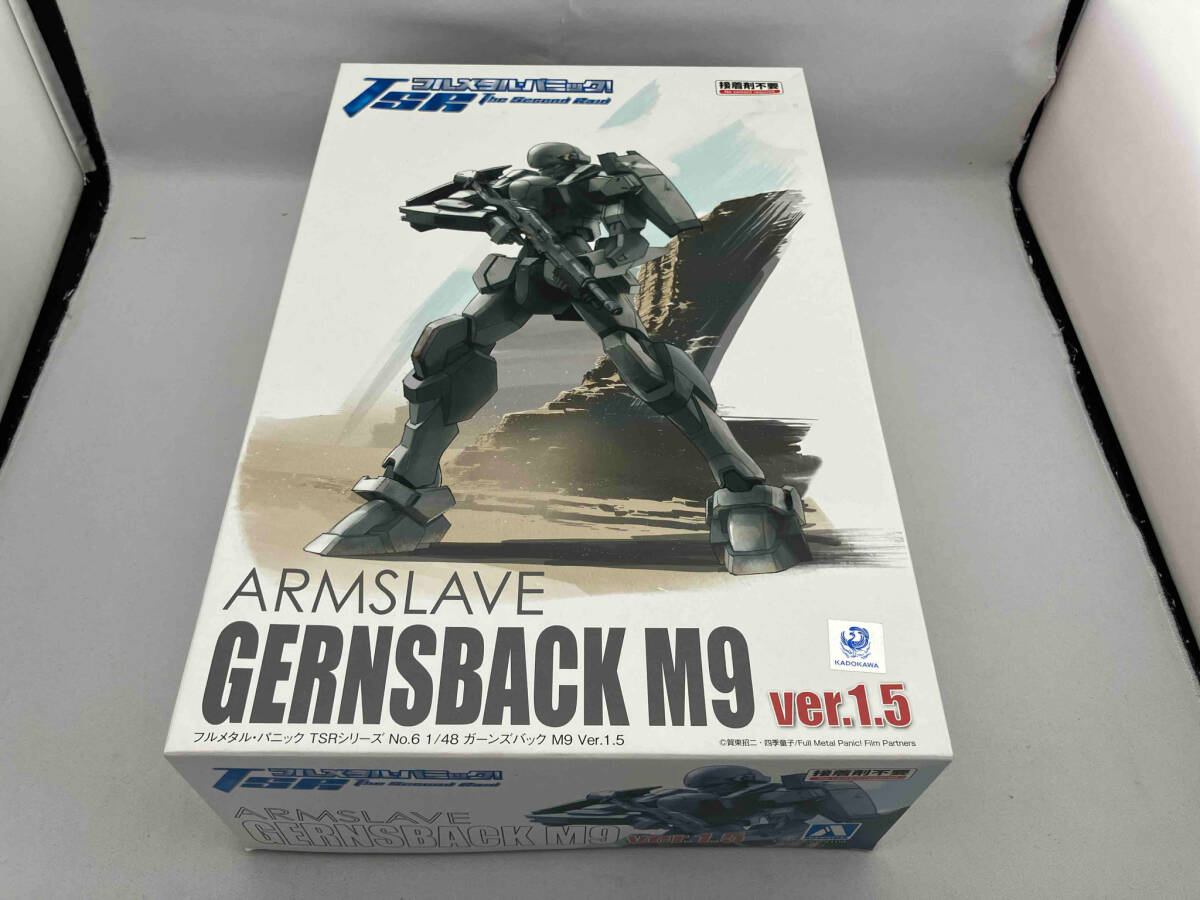 フルメタル・パニック!
TSR The Second Raid
接着剤不要
ARMSLAVE
GERNSBACK M9 ver.1.5
KADOKAWA
フルメタル・パニック TSRシリーズ No.6 1/48 ガーンズバック M9 Ver.1.5
©賀東招二・四季童子/Full Metal Panic! Film Partners
フルメタル・パニック!
TSR The Second Raid
接着剤不要
ARMSLAVE
GERNSBACK M9 ver.1.5